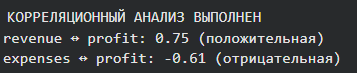 КОРРЕЛЯЦИОННЫЙ АНАЛИЗ ВЫПОЛНЕН
revenue ↔ profit: 0.75 (положительная)
expenses ↔ profit: -0.61 (отрицательная)